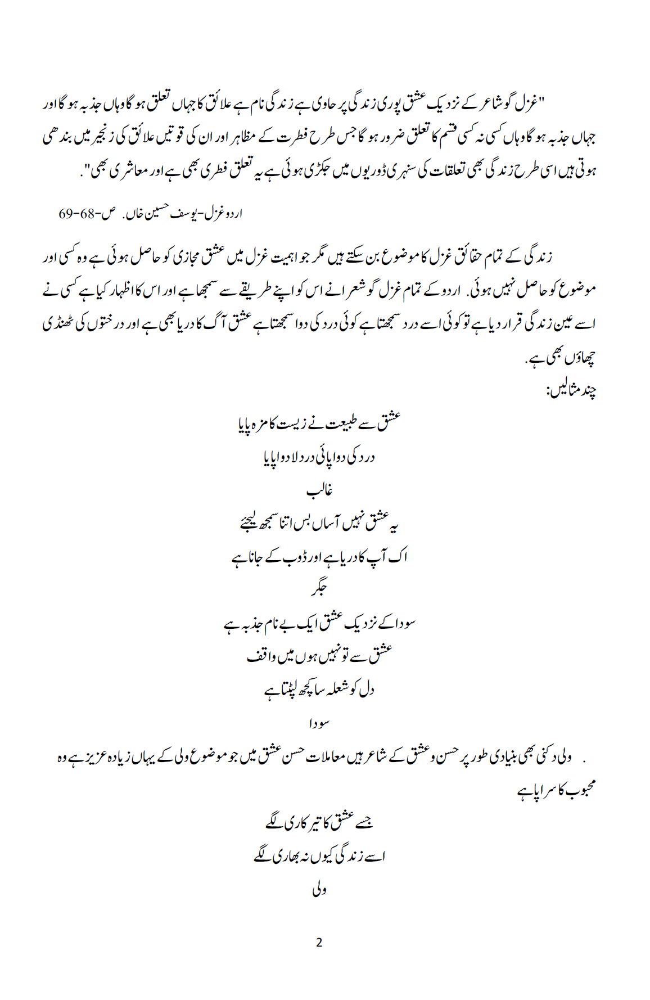 "غزل گو شاعر کے نزدیک عشق پوری زندگی پر حاوی ہے زندگی نام ہے علائق کا جہاں تعلق ہو گا وہاں جذبہ ہو گا اور
جہاں جذبہ ہو گا وہاں کسی نہ کسی قسم کا تعلق ضرور ہو گا جس طرح فطرت کے مظاہر اور ان کی قوتیں علائق کی زنجیر میں بندھی
ہوتی ہیں اسی طرح زندگی بھی تعلقات کی سنہری ڈوریوں میں جکڑی ہوئی ہے یہ تعلق فطری بھی ہے اور معاشری بھی".
اردو غزل-یوسف حسین خاں. ص-68-69
زندگی کے تمام حقائق غزل کا موضوع بن سکتے ہیں مگر جو اہمیت غزل میں عشق مجازی کو حاصل ہوئی ہے وہ کسی اور
موضوع کو حاصل نہیں ہوئی. اردو کے تمام غزل گو شعرا نے اس کو اپنے طریقے سے سمجھا ہے اور اس کا اظہار کیا ہے کسی نے
اسے عین زندگی قرار دیا ہے تو کوئی اسے درد سمجھتا ہے کوئی درد کی دوا سمجھتا ہے عشق آگ کا دریا بھی ہے اور درختوں کی ٹھنڈی
چھاؤں بھی ہے.
چند مثالیں:
عشق سے طبیعت نے زیست کا مزہ پایا
درد کی دوا پائی درد لا دوا پایا
غالب
یہ عشق نہیں آساں بس اتنا سمجھ لیجئے
اک آپ کا دریا ہے اور ڈوب کے جانا ہے
جگر
سودا کے نزدیک عشق ایک بے نام جذبہ ہے
عشق سے تو نہیں ہوں میں واقف
دل کو شعلہ سا کچھ لپٹتا ہے
سودا
. ولی دکنی بھی بنیادی طور پر حسن و عشق کے شاعر ہیں معاملات حسن عشق میں جو موضوع ولی کے یہاں زیادہ عزیز ہے وہ
محبوب کا سراپا ہے
جسے عشق کا تیر کاری لگے
اسے زندگی کیوں نہ بھاری لگے
ولی
2